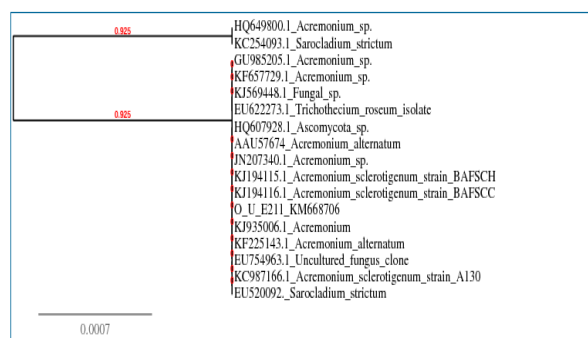 HQ649800.1_Acremonium_sp.
0.925
KC254093.1_Sarocladium_strictum
GU985205.1_Acremonium_sp.
KF657729.1_Acremonium_sp.
KJ569448.1_Fungal_sp.
EU622273.1_Trichothecium_roseum_isolate
0.925
HQ607928.1_Ascomycota_sp.
AAU57674_Acremonium_alternatum
JN207340.1_Acremonium_sp.
KJ194115.1_Acremonium_sclerotigenum_strain_BAFSCH
KJ194116.1_Acremonium_sclerotigenum_strain_BAFSCC
O_U_E211_KM668706
KJ935006.1_Acremonium
KF225143.1_Acremonium_alternatum
EU754963.1_Uncultured_fungus_clone
KC987166.1_Acremonium_sclerotigenum_strain_A130
EU520092._Sarocladium_strictum
0.0007